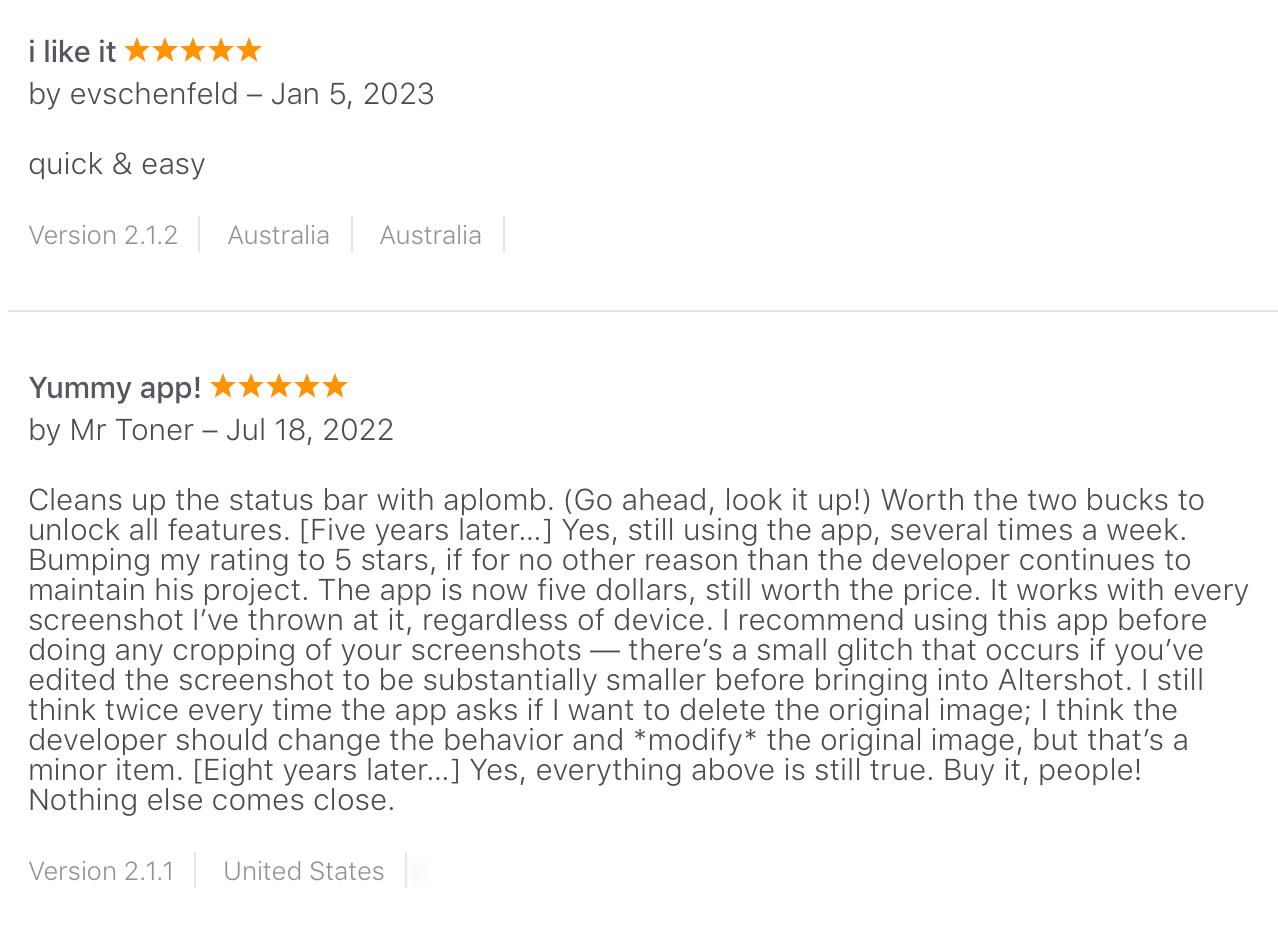 i like it ★★★★★
by evschenfeld – Jan 5, 2023
quick & easy
Version 2.1.2 Australia Australia
Yummy app! ★★★★★
by Mr Toner – Jul 18, 2022
Cleans up the status bar with aplomb. (Go ahead, look it up!) Worth the two bucks to
unlock all features. [Five years later…] Yes, still using the app, several times a week.
Bumping my rating to 5 stars, if for no other reason than the developer continues to
maintain his project. The app is now five dollars, still worth the price. It works with every
screenshot I’ve thrown at it, regardless of device. I recommend using this app before
doing any cropping of your screenshots — there’s a small glitch that occurs if you’ve
edited the screenshot to be substantially smaller before bringing into Altershot. I still
think twice every time the app asks if I want to delete the original image; I think the
developer should change the behavior and *modify* the original image, but that’s a
minor item. [Eight years later…] Yes, everything above is still true. Buy it, people!
Nothing else comes close.
Version 2.1.1 United States